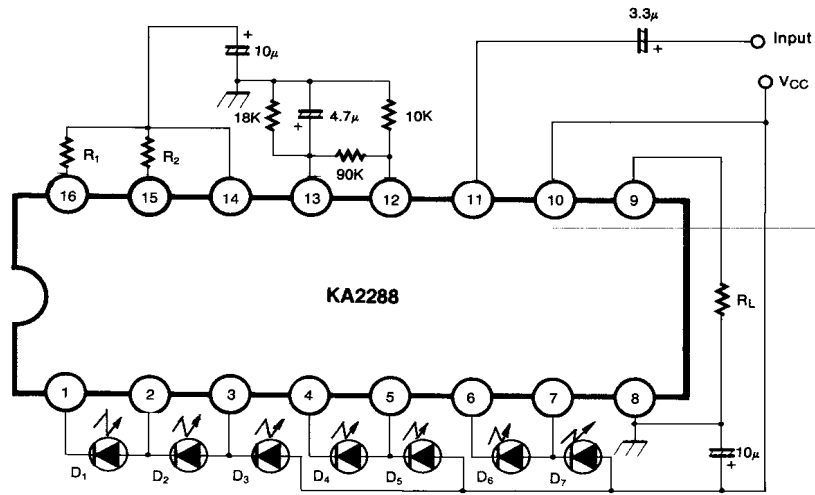 3.3μ
+
Input
+
10μ
VCC
18K
4.7μ
+
10K
R1
R2
90K
16
15
14
13
12
11
10
9
KA2288
RL
1
2
3
4
5
6
7
8
D1
D2
D3
D4
D5
D6
D7
10μ
+